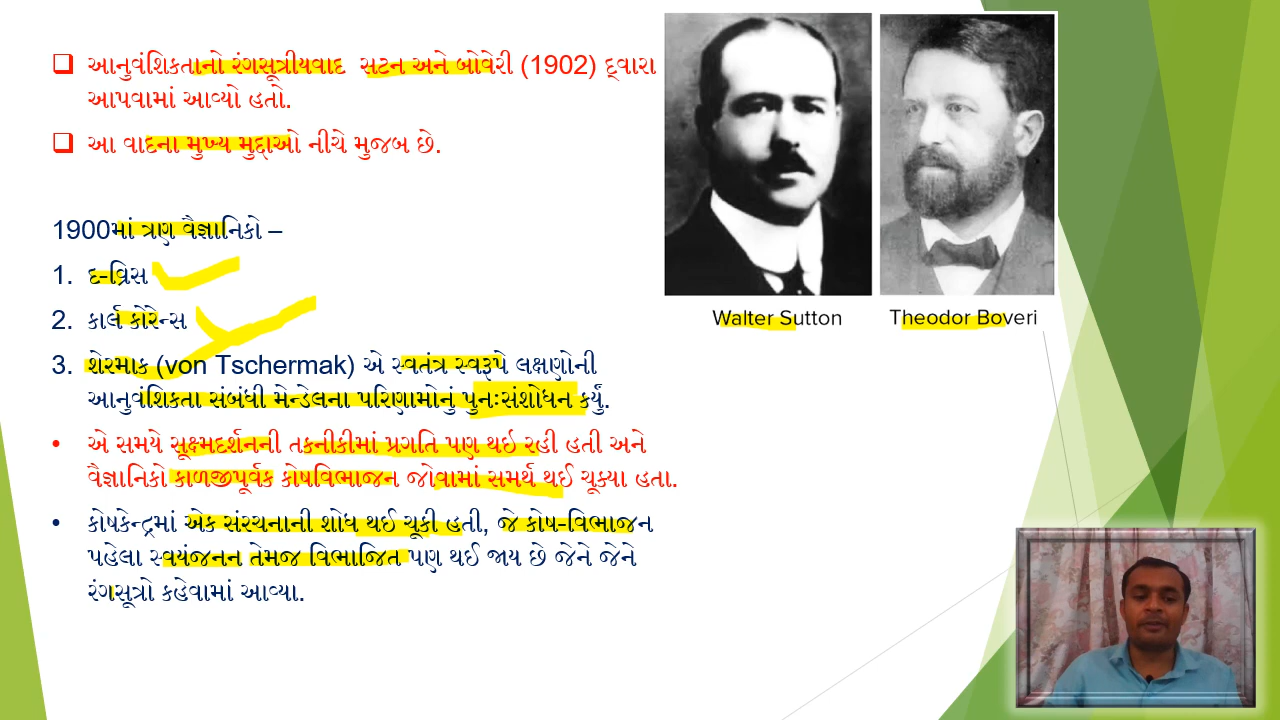 આનુવંશિકતાનો રંગસૂત્રીયવાદ સટન અને બોવેરી (1902) દ્વારા
આપવામાં આવ્યો હતો.
આ વાદના મુખ્ય મુદ્દાઓ નીચે મુજબ છે.
1900માં ત્રણ વૈજ્ઞાનિકો –
1. દ-વ્રિસ
2. કાર્લ કોરેન્સ
3. શેરમાક (von Tschermak) એ સ્વતંત્ર સ્વરૂપે લક્ષણોની
આનુવંશિકતા સંબંધી મેન્ડેલના પરિણામોનું પુનઃસંશોધન કર્યું.
• એ સમયે સૂક્ષ્મદર્શનની તકનીકીમાં પ્રગતિ પણ થઇ રહી હતી અને
વૈજ્ઞાનિકો કાળજીપૂર્વક કોષવિભાજન જોવામાં સમર્થ થઈ ચૂક્યા હતા.
• કોષકેન્દ્રમાં એક સંરચનાની શોધ થઈ ચૂકી હતી, જે કોષ-વિભાજન
પહેલા સ્વયંજનન તેમજ વિભાજિત પણ થઈ જાય છે જેને જેને
રંગસૂત્રો કહેવામાં આવ્યા.
Walter Sutton
Theodor Boveri